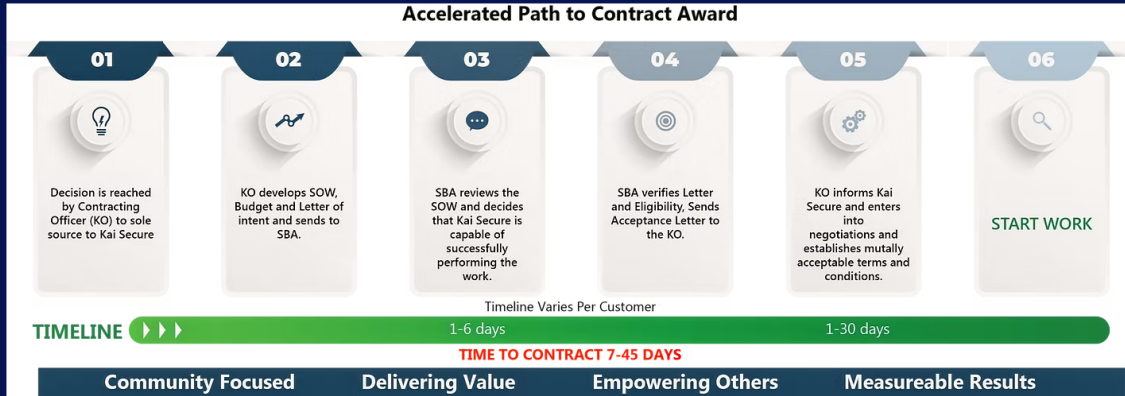 Accelerated Path to Contract Award
01
02
03
04
05
06
Decision is reached
by Contracting
Officer (KO) to sole
source to Kai Secure
KO develops SOW,
Budget and Letter of
intent and sends to
SBA.
SBA reviews the
SOW and decides
that Kai Secure is
capable of
successfully
performing the
work.
SBA verifies Letter
and Eligibility, Sends
Acceptance Letter to
the KO.
KO informs Kai
Secure and enters
into
negotiations and
establishes mutally
acceptable terms and
conditions.
START WORK
Timeline Varies Per Customer
TIMELINE
1-6 days
1-30 days
TIME TO CONTRACT 7-45 DAYS
Community Focused
Delivering Value
Empowering Others
Measureable Results